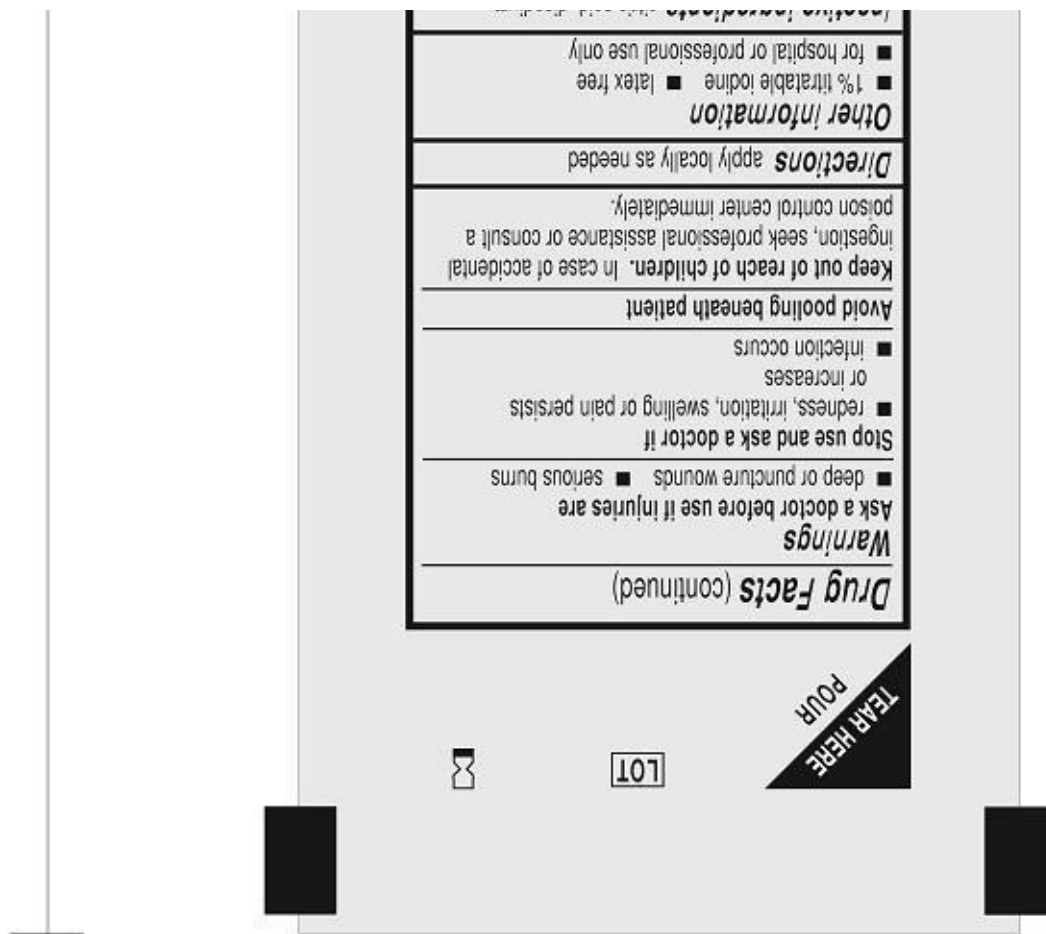 LOT
TEAR HERE
POUR
Drug Facts (continued)
Warnings
Ask a doctor before use if injuries are
■ deep or puncture wounds ■ serious burns
Stop use and ask a doctor if
■ redness, irritation, swelling or pain persists
or increases
■ infection occurs
Avoid pooling beneath patient
Keep out of reach of children. In case of accidental
ingestion, seek professional assistance or consult a
poison control center immediately.
Directions apply locally as needed
Other information
■ 1% titratable iodine ■ latex free
■ for hospital or professional use only
Inactive ingredients